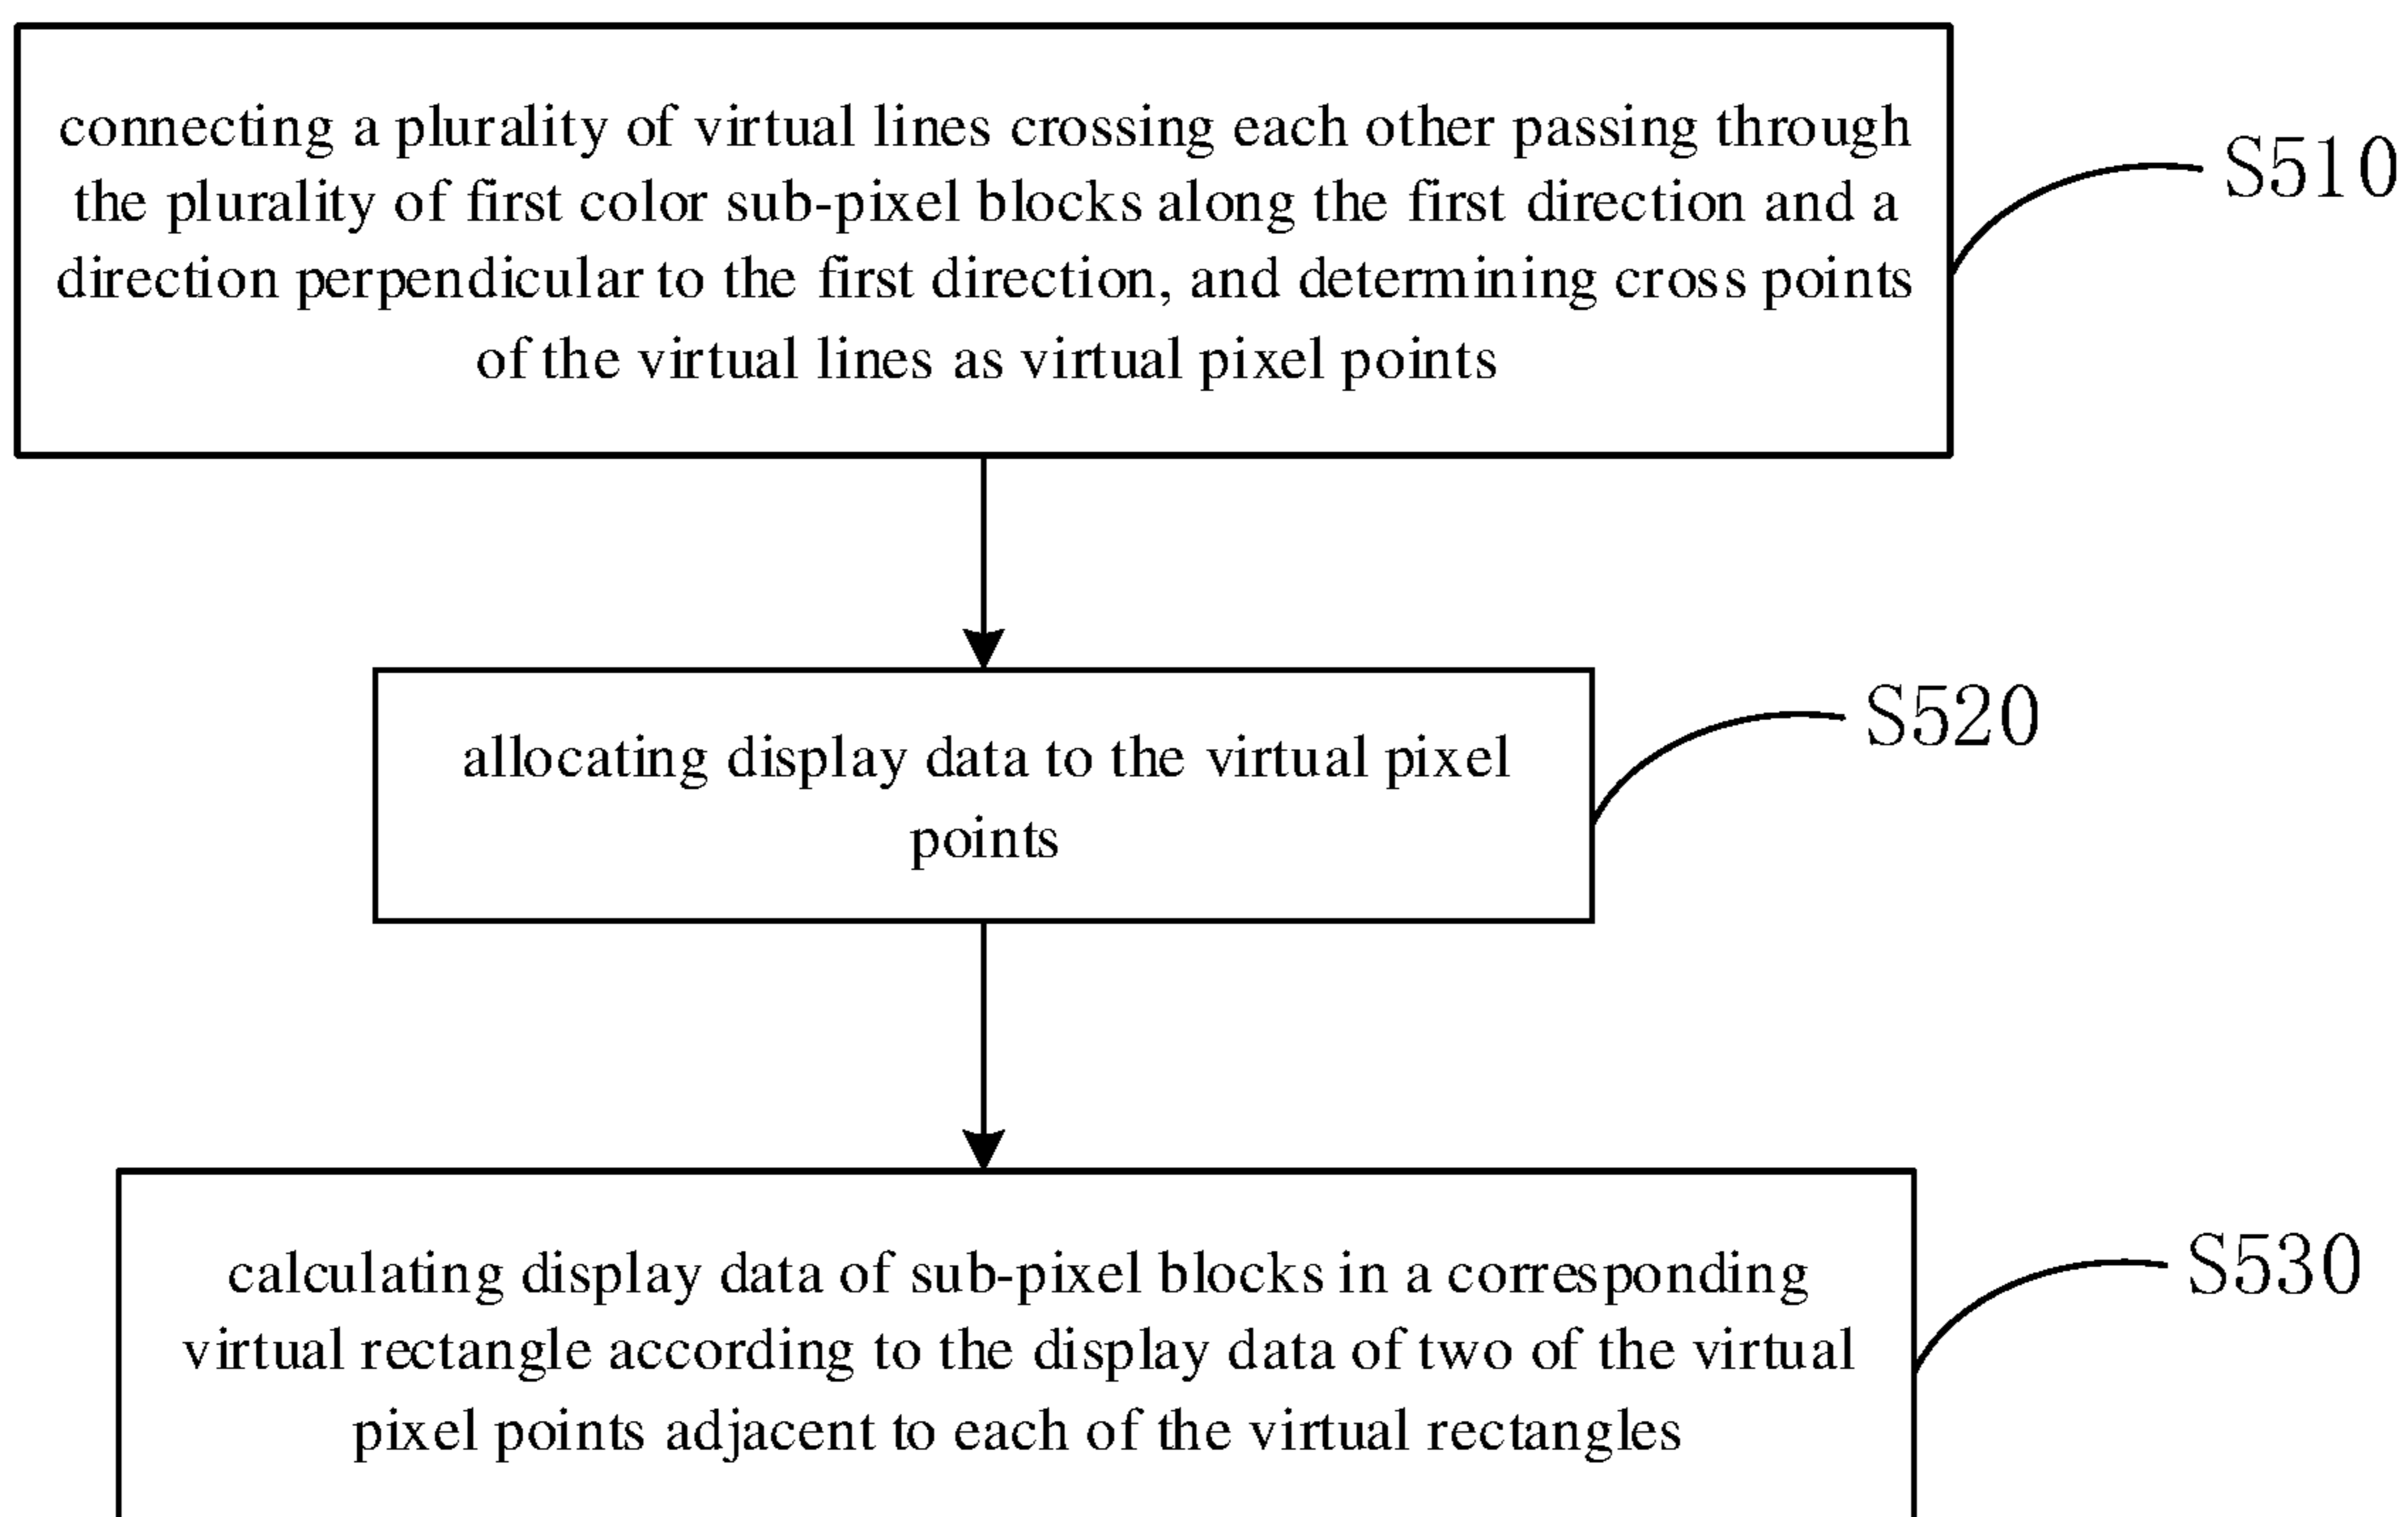 connecting a plurality of virtual lines crossing each other passing through
the plurality of first color sub-pixel blocks along the first direction and a
direction perpendicular to the first direction, and determining cross points
of the virtual lines as virtual pixel points
S510
allocating display data to the virtual pixel
points
S520
calculating display data of sub-pixel blocks in a corresponding
virtual rectangle according to the display data of two of the virtual
pixel points adjacent to each of the virtual rectangles
S530